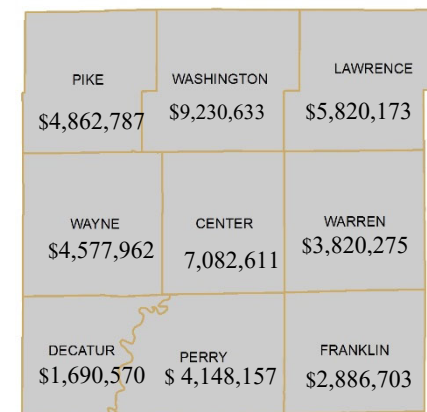 PIKE
$4,862,787
WASHINGTON
$9,230,633
LAWRENCE
$5,820,173
WAYNE
$4,577,962
CENTER
7,082,611
WARREN
$3,820,275
DECATUR
$1,690,570
PERRY
$ 4,148,157
FRANKLIN
$2,886,703